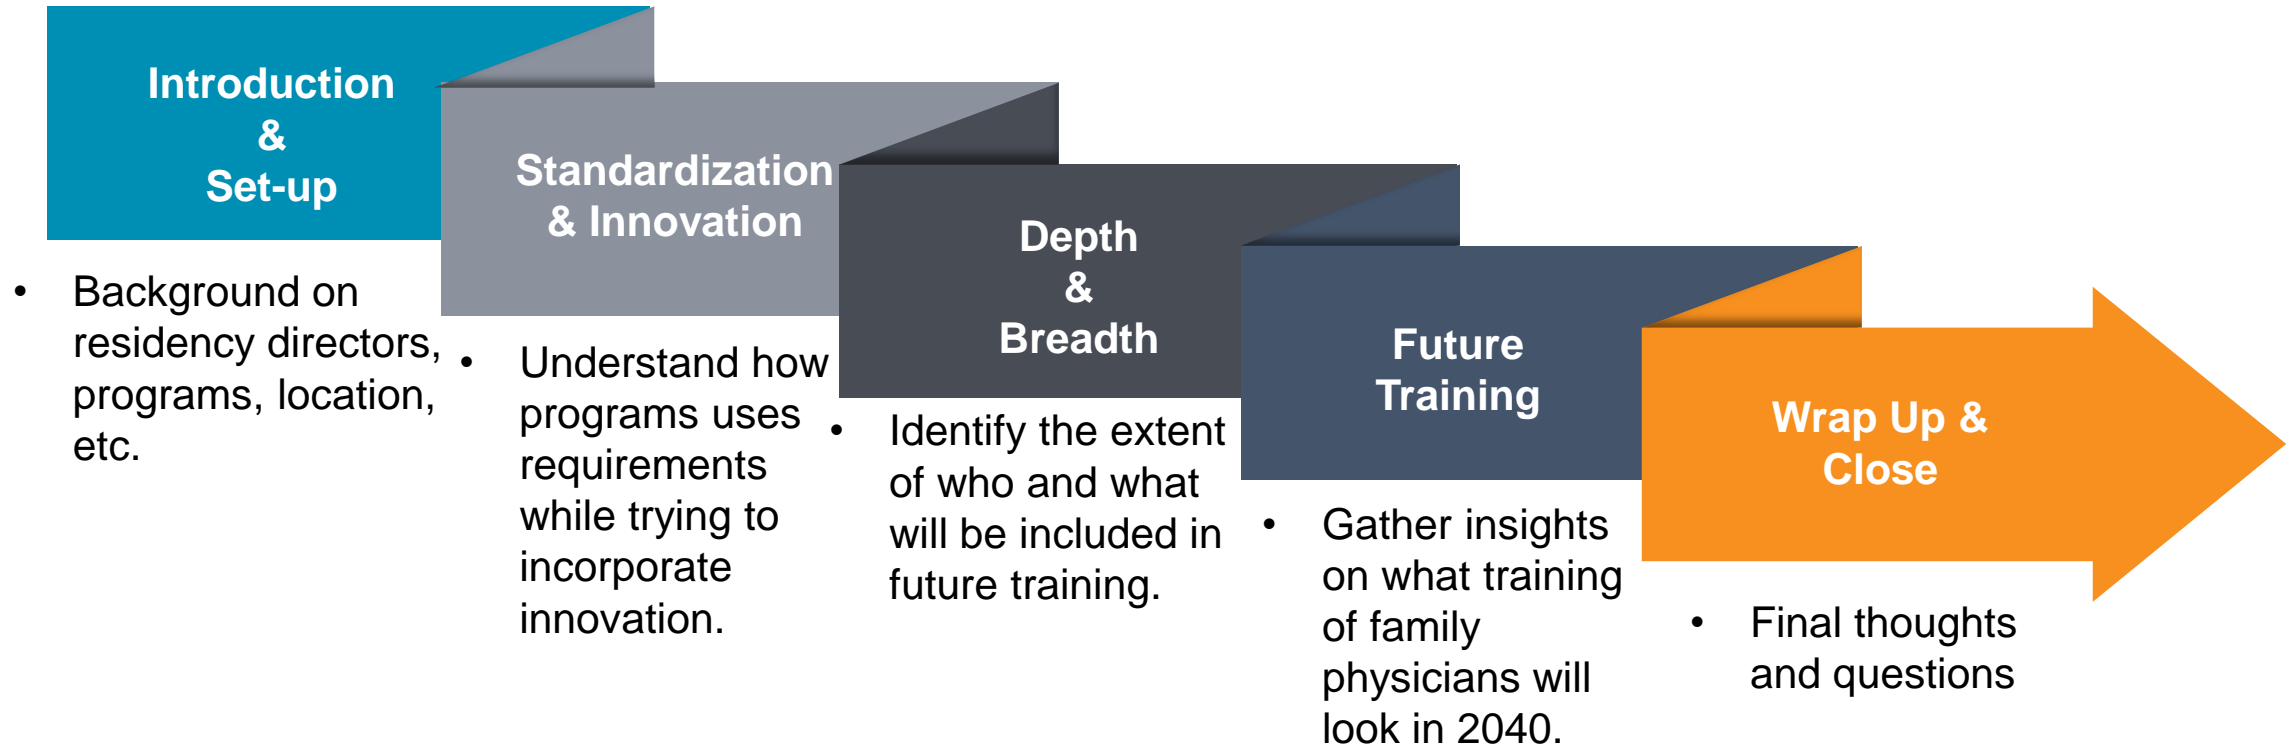 Introduction
&
Set-up
• Background on
residency directors,
programs, location,
etc.
Standardization
& Innovation
• Understand how
programs uses
requirements
while trying to
incorporate
innovation.
Depth
&
Breadth
• Identify the extent
of who and what
will be included in
future training.
Future
Training
• Gather insights
on what training
of family
physicians will
look in 2040.
Wrap Up &
Close
• Final thoughts
and questions